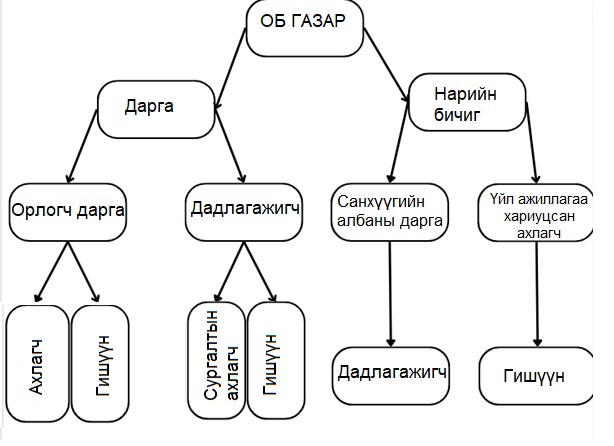 ОБ ГАЗАР
Дарга
Нарийн
бичиг
Орлогч дарга
Дадлагажигч
Санхүүгийн
албаны дарга
Үйл ажиллагаа
хариуцсан
ахлагч
Ахлагч
Гишүүн
Сургалтын
ахлагч
Гишүүн
Дадлагажигч
Гишүүн